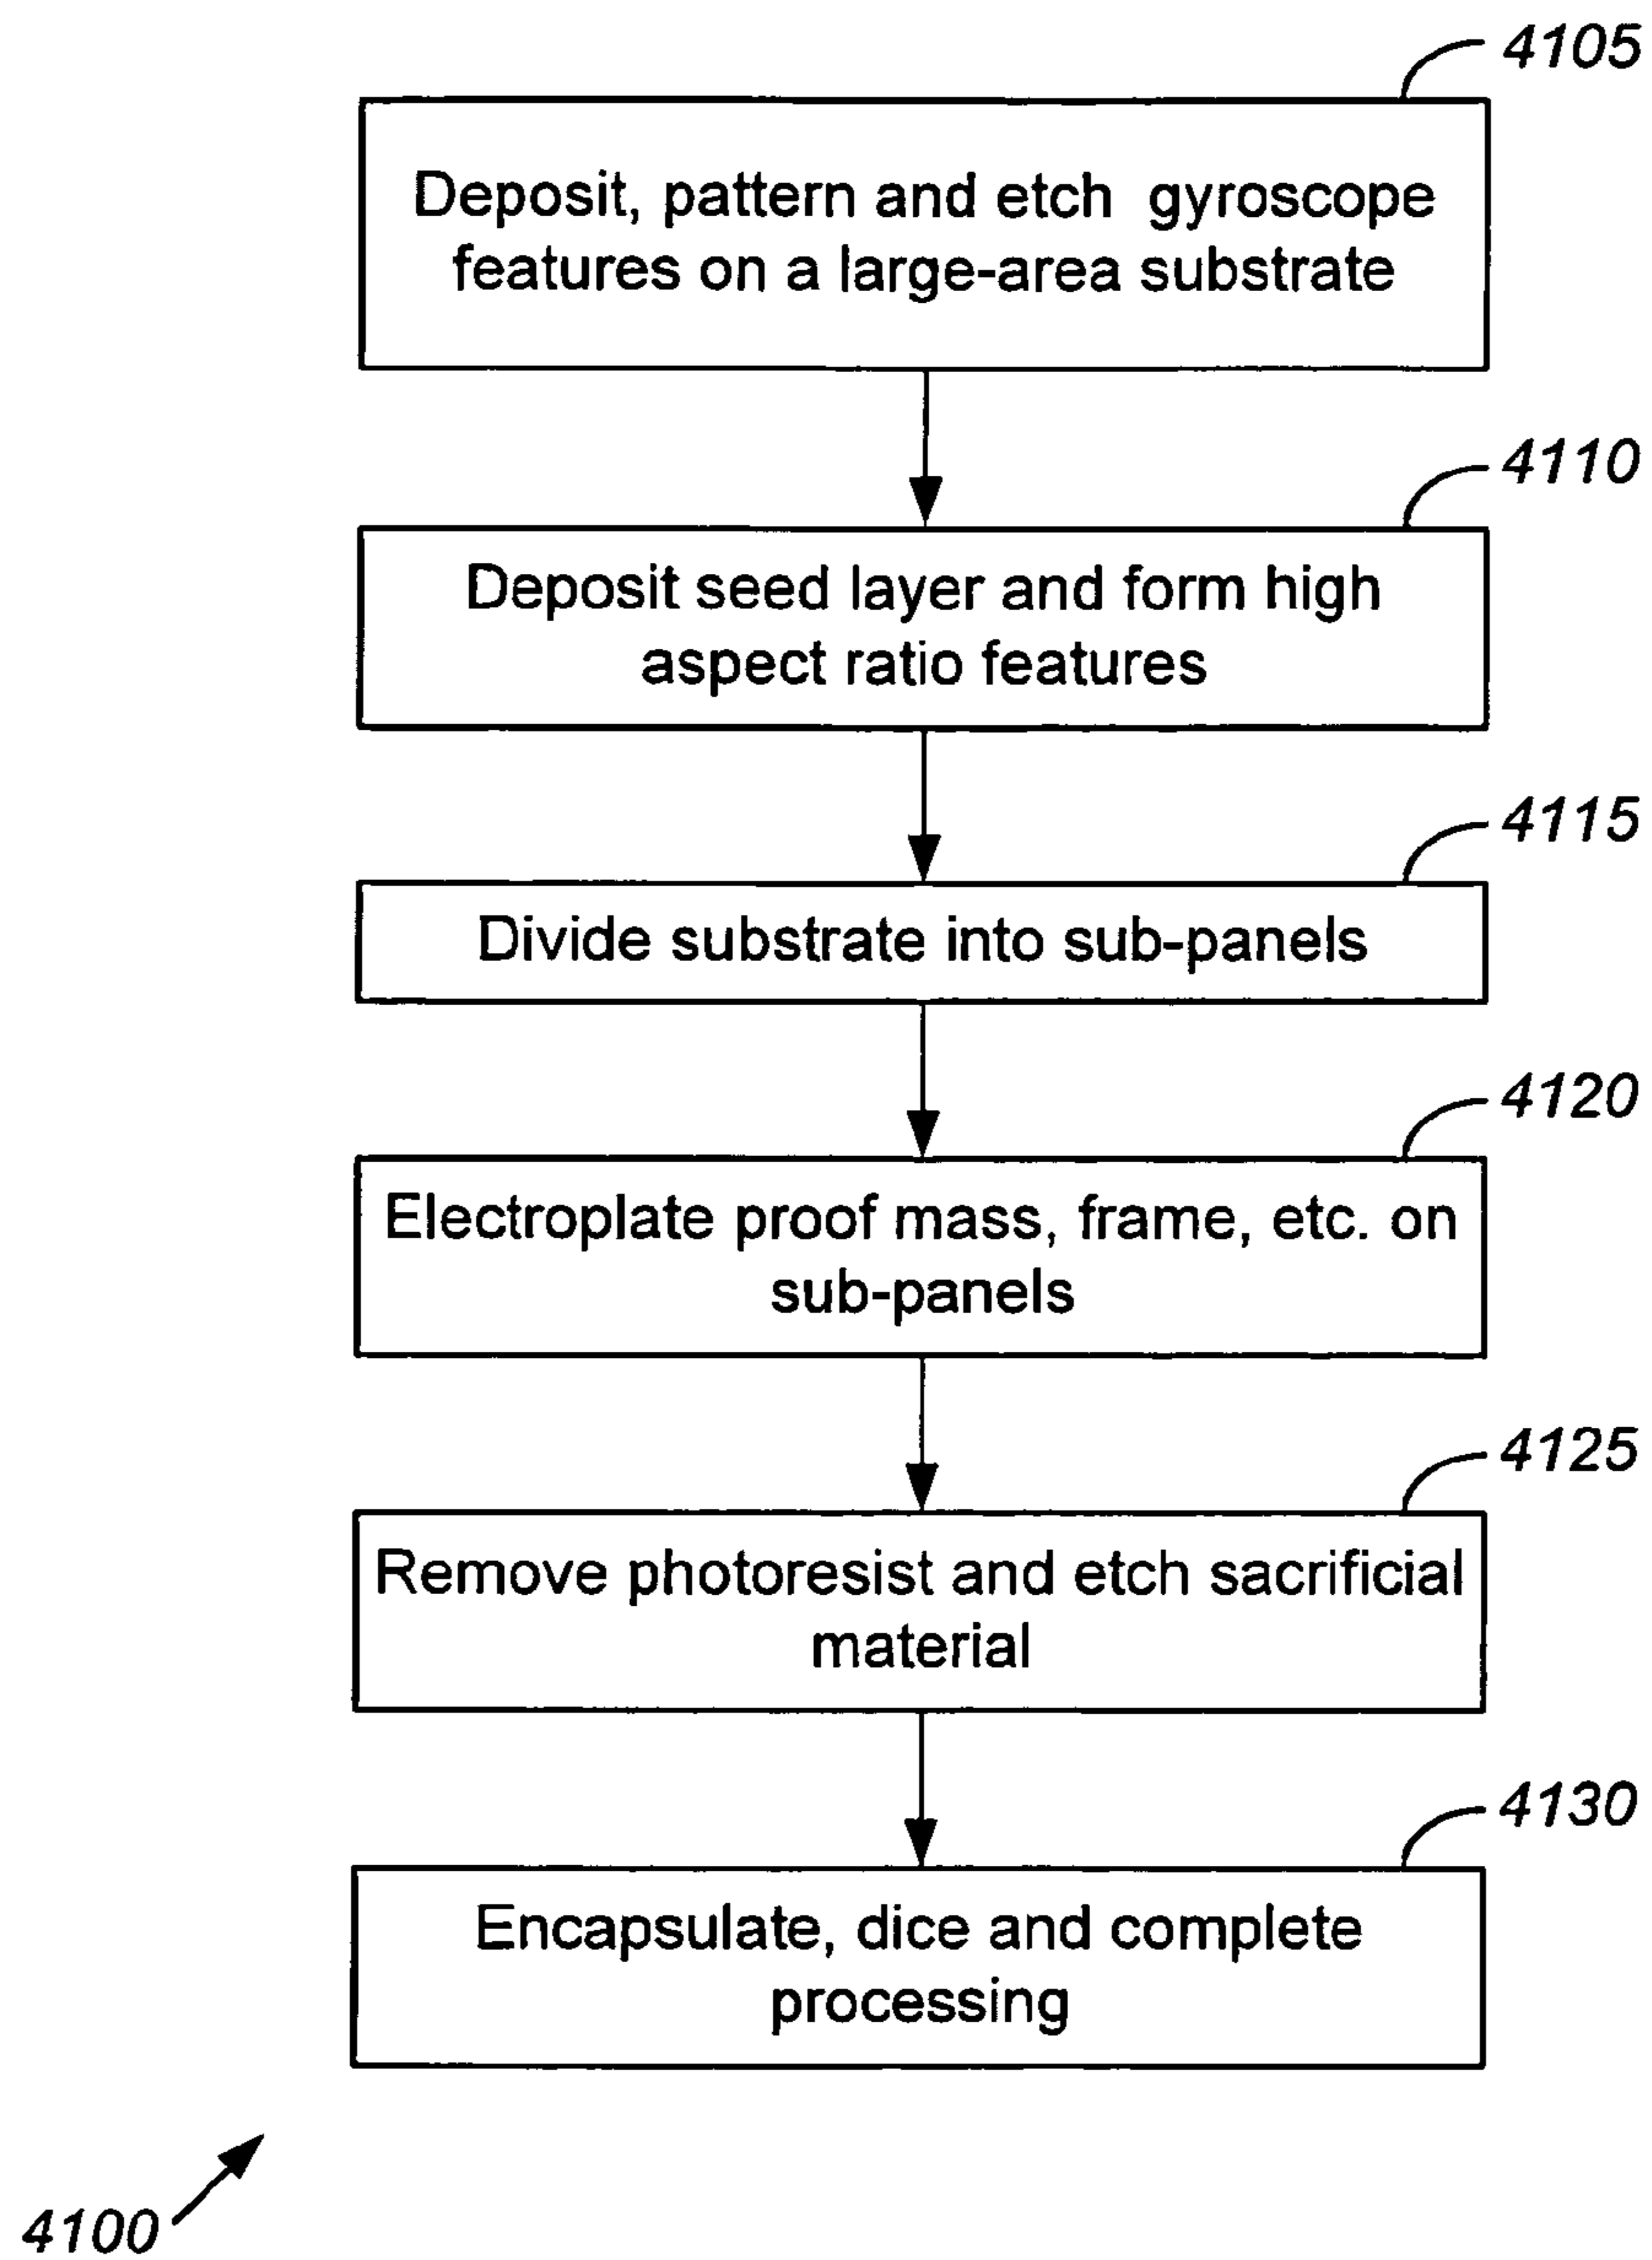 4105
Deposit, pattern and etch gyroscope
features on a large-area substrate
4110
Deposit seed layer and form high
aspect ratio features
4115
Divide substrate into sub-panels
4120
Electroplate proof mass, frame, etc. on
sub-panels
4125
Remove photoresist and etch sacrificial
material
4130
Encapsulate, dice and complete
processing
4100